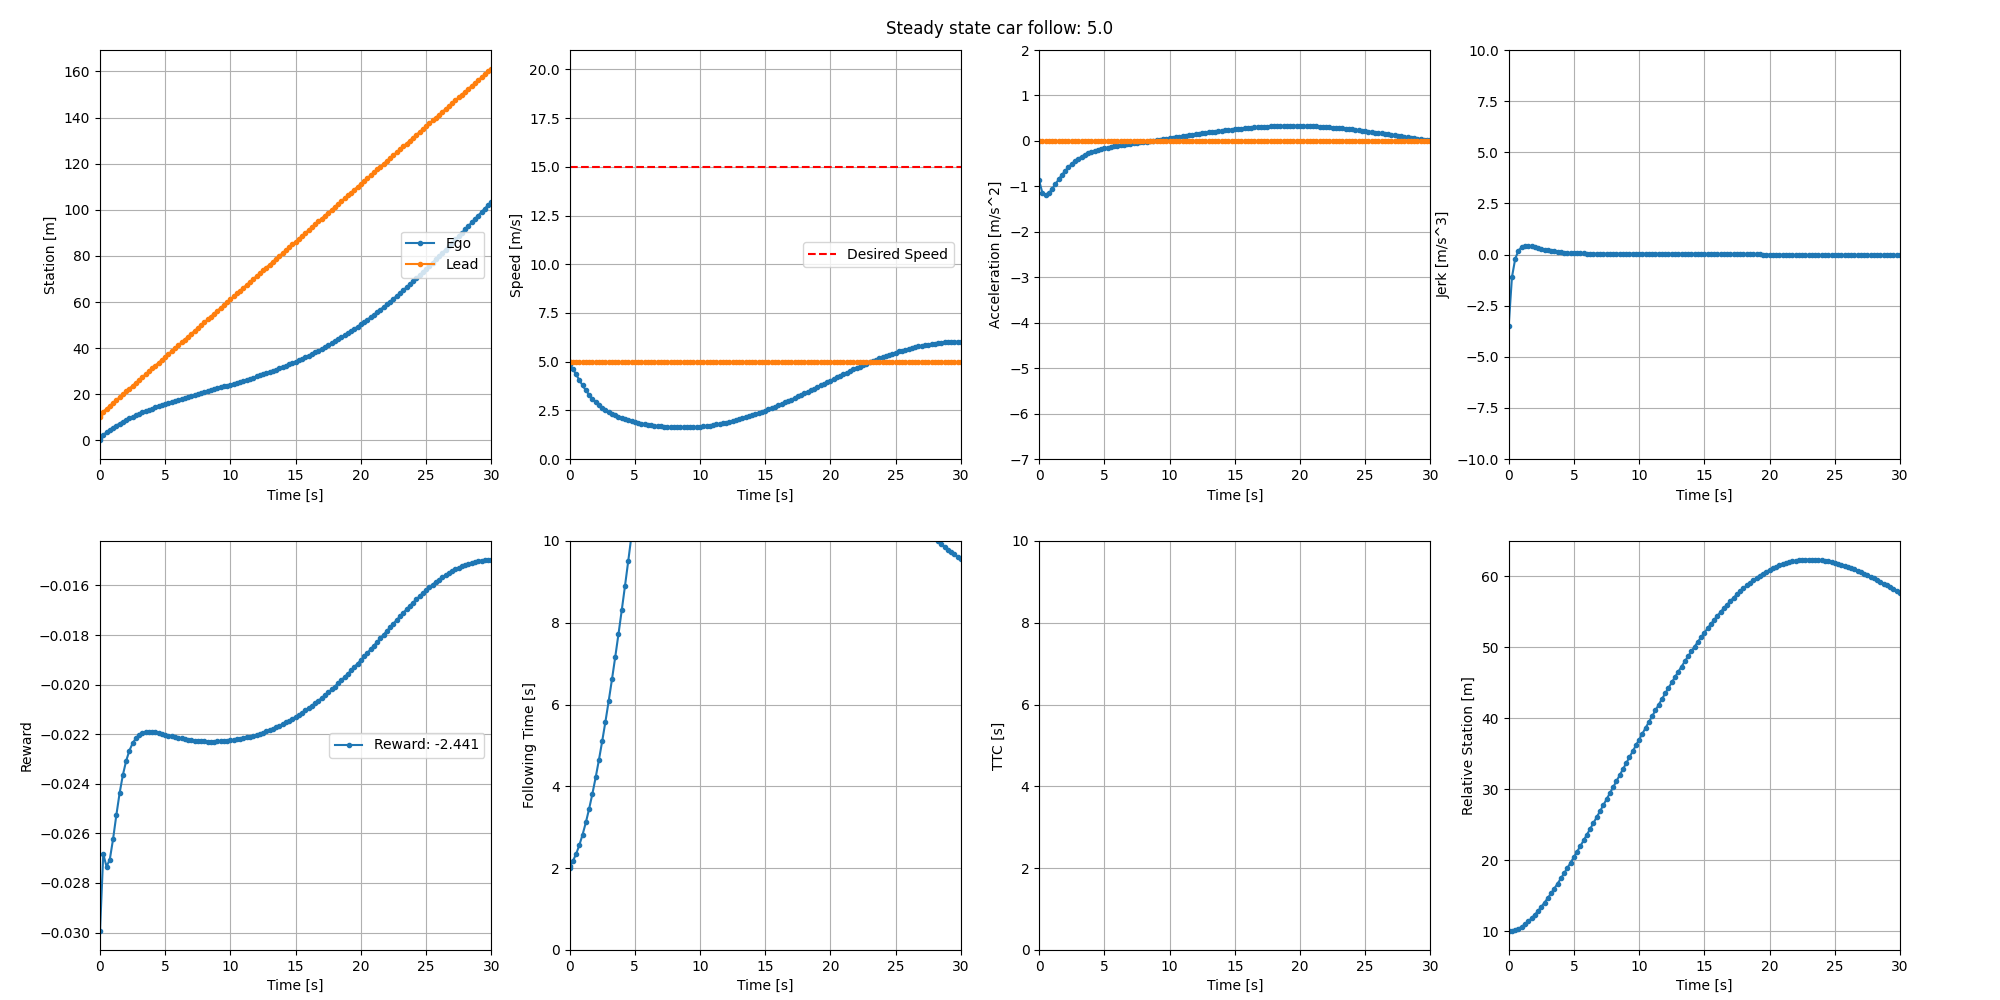 Steady state car follow: 5.0
Station [m]
160
140
120
100
80
60
40
20
0
Ego
Lead
0 5 10 15 20 25 30
Time [s]
Speed [m/s]
20.0
17.5
15.0
12.5
10.0
7.5
5.0
2.5
0.0
Desired Speed
0 5 10 15 20 25 30
Time [s]
Acceleration [m/s^2]
2
1
0
−1
−2
−3
−4
−5
−6
−7
0 5 10 15 20 25 30
Time [s]
Jerk [m/s^3]
10.0
7.5
5.0
2.5
0.0
−2.5
−5.0
−7.5
−10.0
0 5 10 15 20 25 30
Time [s]
Reward
−0.016
−0.018
−0.020
−0.022
−0.024
−0.026
−0.028
−0.030
Reward: -2.441
0 5 10 15 20 25 30
Time [s]
Following Time [s]
10
8
6
4
2
0
0 5 10 15 20 25 30
Time [s]
TTC [s]
10
8
6
4
2
0
0 5 10 15 20 25 30
Time [s]
Relative Station [m]
60
50
40
30
20
10
0 5 10 15 20 25 30
Time [s]